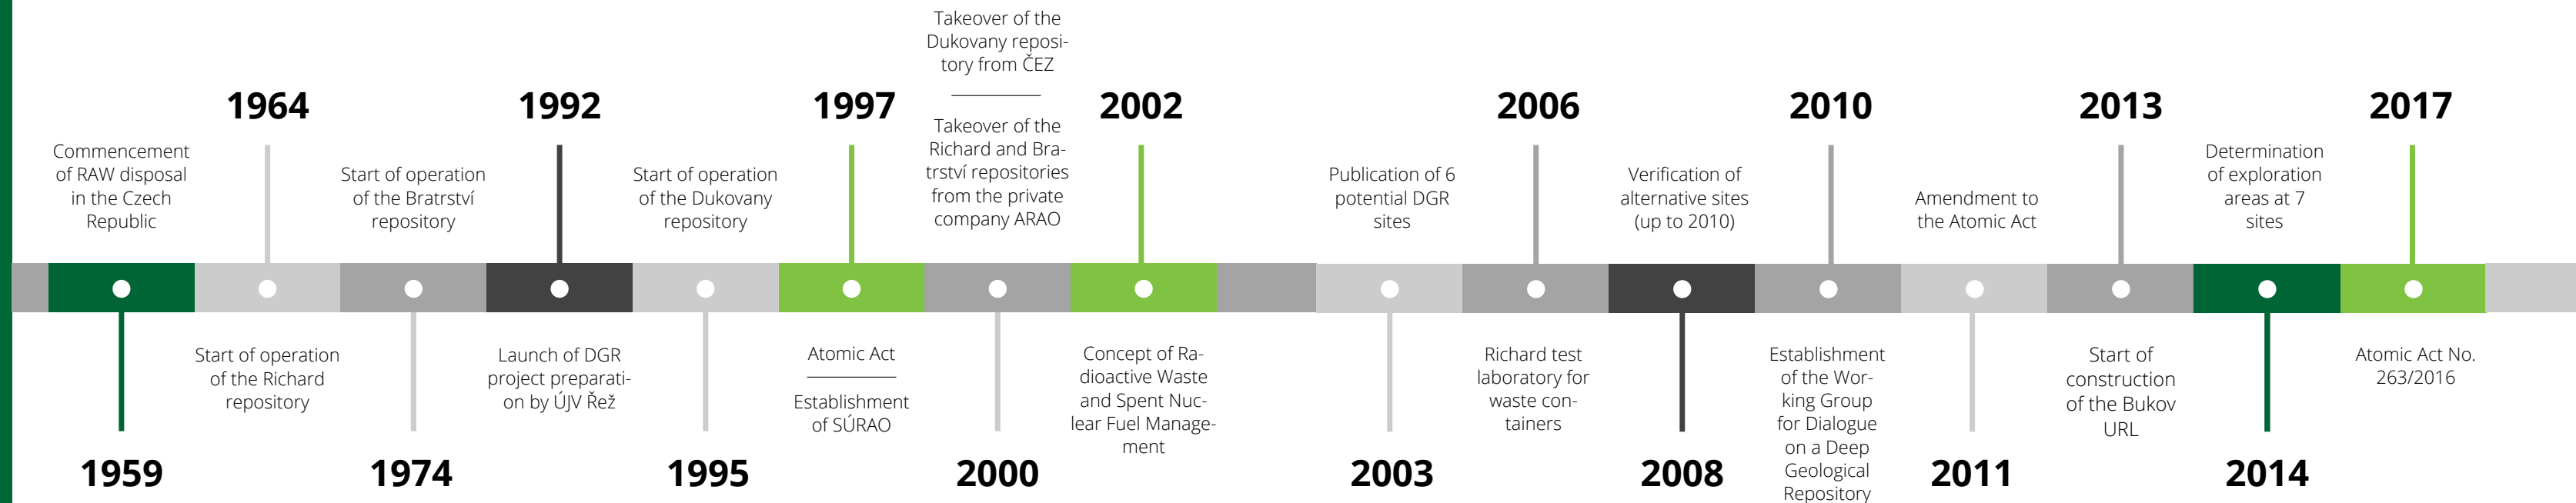 Commencement
of RAW disposal
in the Czech
Republic
1959
1964
Start of operation
of the Richard
repository
Start of operation
of the Bratrství
repository
1974
1992
Launch of DGR
project preparati-
on by ÚJV Řež
Start of operation
of the Dukovany
repository
1995
1997
Atomic Act
Establishment
of SÚRAO
Takeover of the
Dukovany reposi-
tory from ČEZ
Takeover of the
Richard and Bra-
trství repositories
from the private
company ARAO
2000
2002
Concept of Ra-
dioactive Waste
and Spent Nuc-
lear Fuel Manage-
ment
Publication of 6
potential DGR
sites
2003
2006
Richard test
laboratory for
waste con-
tainers
Verification of
alternative sites
(up to 2010)
2008
2010
Establishment
of the Wor-
king Group
for Dialogue
on a Deep
Geological
Repository
Amendment to
the Atomic Act
2011
2013
Start of
construction
of the Bukov
URL
Determination
of exploration
areas at 7
sites
2014
2017
Atomic Act No.
263/2016